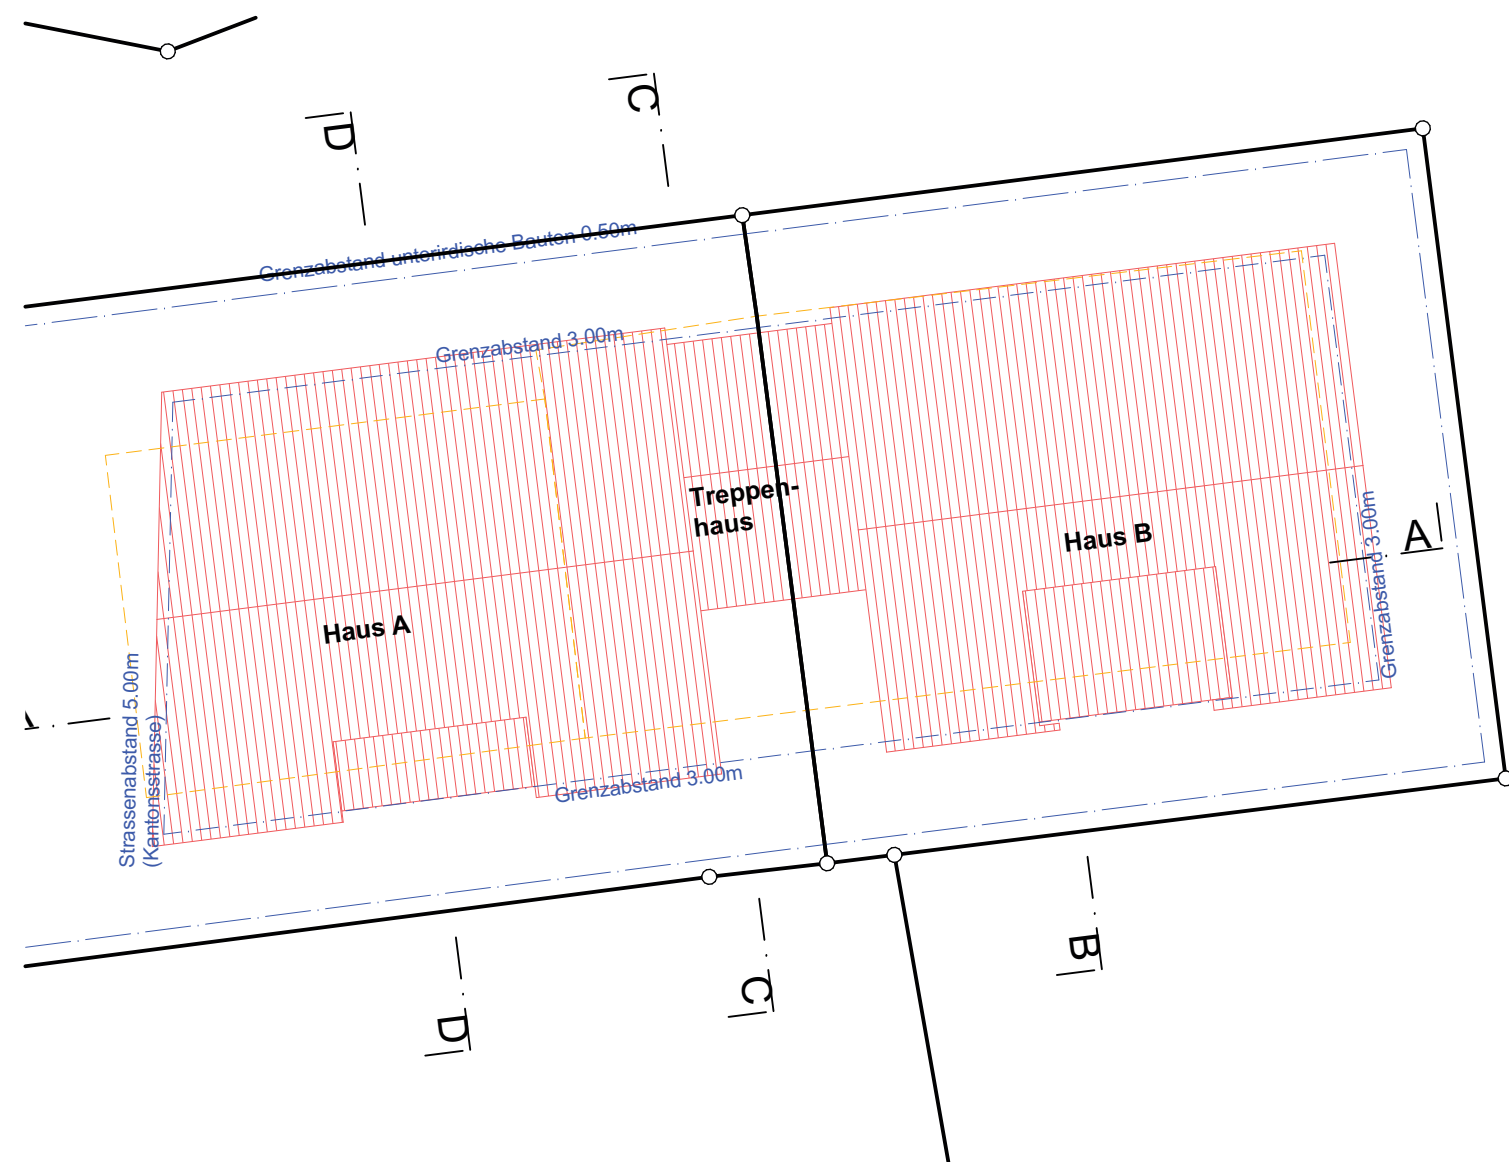 C
D
Grenzabstand unterirdische Bauten 0.50m
Grenzabstand 3.00m
Treppen-
haus
Haus B
A
Grenzabstand 3.00m
Haus A
Strassenabstand 5.00m
(Kantonsstrasse)
Grenzabstand 3.00m
B
C
D